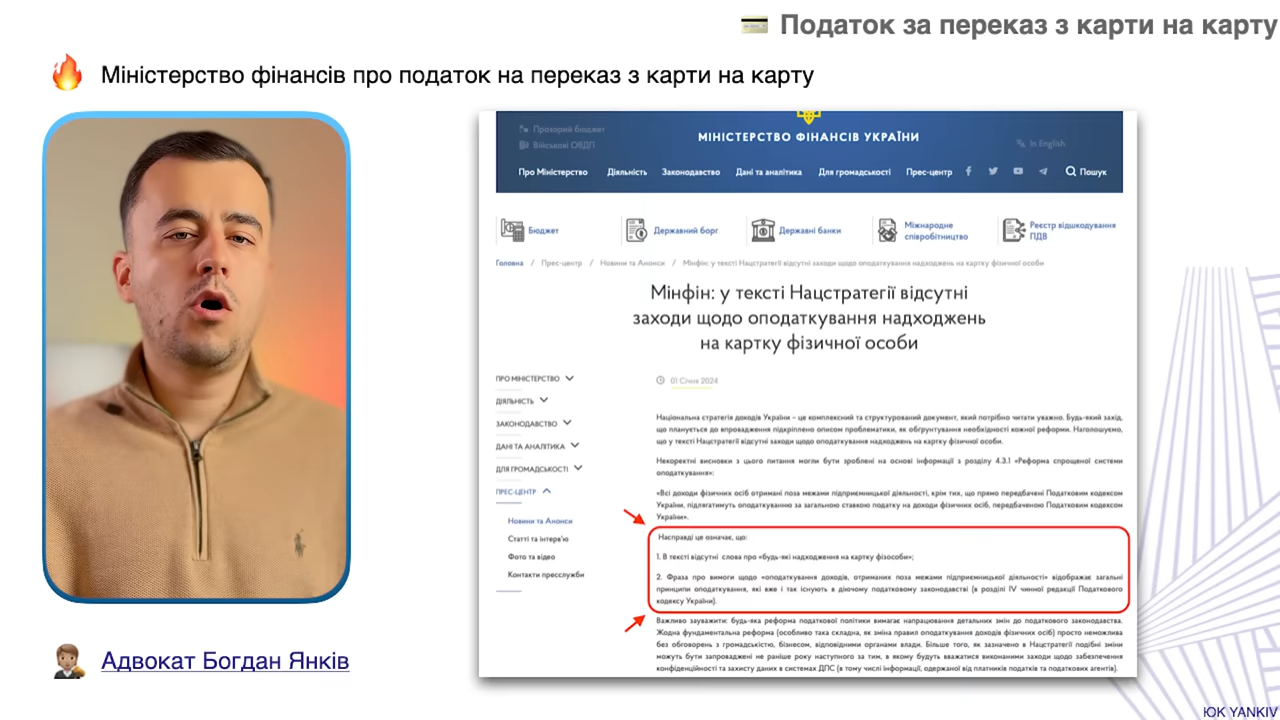 Податок за переказ з карти на карту
Міністерство фінансів про податок на переказ з карти на карту
Прозорий бюджет
Військові ОВДП
МІНІСТЕРСТВО ФІНАНСІВ УКРАЇНИ
In English
Про Міністерство Діяльність Законодавство Дані та аналітика Для громадськості Прес-центр Пошук
Бюджет
Державний борг
Державні банки
Міжнародне
співробітництво
Реєстр відшкодування
ПДВ
Головна / Прес-центр / Новини та Анонси / Мінфін: у тексті Нацстратегії відсутні заходи щодо оподаткування надходжень на картку фізичної особи
Мінфін: у тексті Нацстратегії відсутні
заходи щодо оподаткування надходжень
на картку фізичної особи
01 Січня 2024
ПРО МІНІСТЕРСТВО
ДІЯЛЬНІСТЬ
ЗАКОНОДАВСТВО
ДАНІ ТА АНАЛІТИКА
ДЛЯ ГРОМАДСЬКОСТІ
ПРЕС-ЦЕНТР
Новини та Анонси
Статті та інтерв'ю
Фото та відео
Контакти пресслужби
Національна стратегія доходів України – це комплексний та структурований документ, який потрібно читати уважно. Будь-який захід,
що планується до впровадження підкріплено описом проблематики, як обґрунтування необхідності кожної реформи. Наголошуємо,
що у тексті Нацстратегії відсутні заходи щодо оподаткування надходжень на картку фізичної особи.
Некоректні висновки з цього питання могли бути зроблені на основі інформації з розділу 4.3.1 «Реформа спрощеної системи
оподаткування»:
«Всі доходи фізичних осіб отримані поза межами підприємницької діяльності, крім тих, що прямо передбачені Податковим кодексом
України, підлягатимуть оподаткуванню за загальною ставкою податку на доходи фізичних осіб, передбаченою Податковим кодексом
України».
Насправді це означає, що:
1. В тексті відсутні слова про «будь-які надходження на картку фізособи»;
2. Фраза про вимоги щодо «оподаткування доходів, отриманих поза межами підприємницької діяльності» відображає загальні
принципи оподаткування, які вже і так існують в діючому податковому законодавстві (в розділі IV чинної редакції Податкового
кодексу України).
Важливо зауважити: будь-яка реформа податкової політики вимагає напрацювання детальних змін до податкового законодавства.
Жодна фундаментальна реформа (особливо така складна, як зміна правил оподаткування доходів фізичних осіб) просто неможлива
без обговорень з громадськістю, бізнесом, відповідними органами влади. Більше того, як зазначено в Нацстратегії подібні зміни
можуть бути запроваджені не раніше року наступного за тим, в якому будуть вважатися виконаними заходи щодо забезпечення
конфіденційності та захисту даних в системах ДПС (в тому числі інформації, одержаної від платників податків та податкових агентів).
Адвокат Богдан Янків
ЮК YANKIV